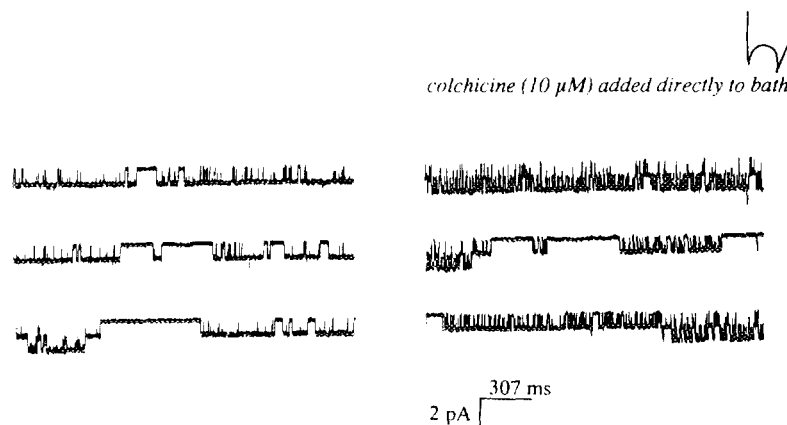 colchicine (10 µM) added directly to bath
307 ms
2 pA